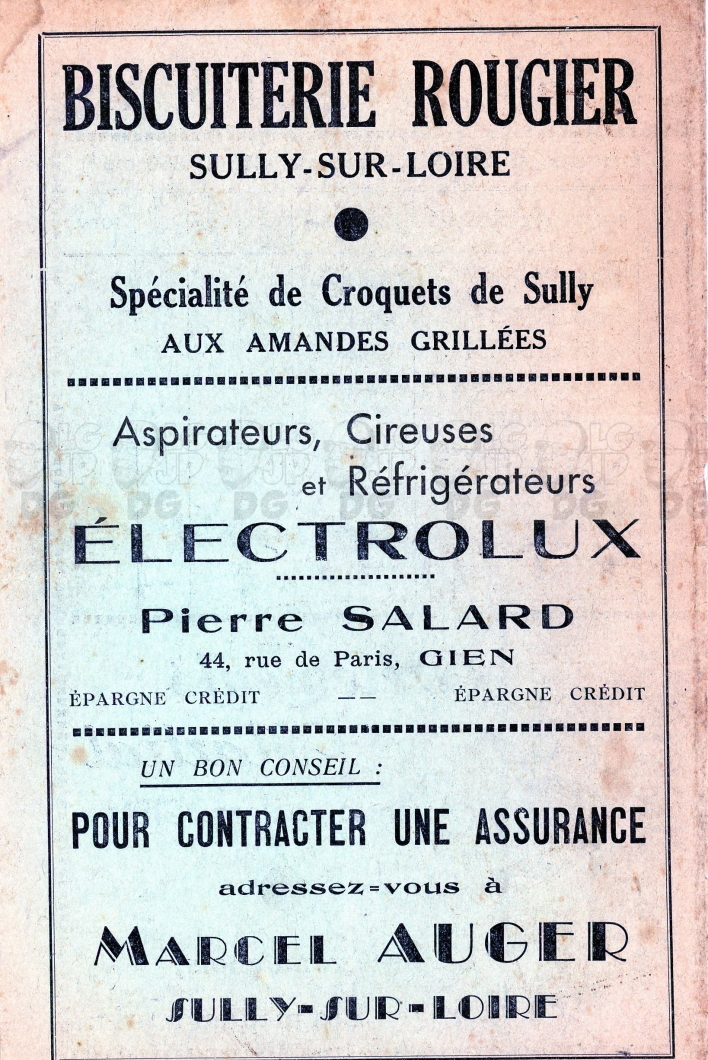 BISCUITERIE ROUGIER
SULLY-SUR-LOIRE
Spécialité de Croquets de Sully
AUX AMANDES GRILLÉES
Aspirateurs, Cireuses
et Réfrigérateurs
ÉLECTROLUX
Pierre SALARD
44, rue de Paris, GIEN
ÉPARGNE CRÉDIT —— ÉPARGNE CRÉDIT
UN BON CONSEIL :
POUR CONTRACTER UNE ASSURANCE
adressez=vous à
MARCEL AUGER
SULLY-SUR-LOIRE